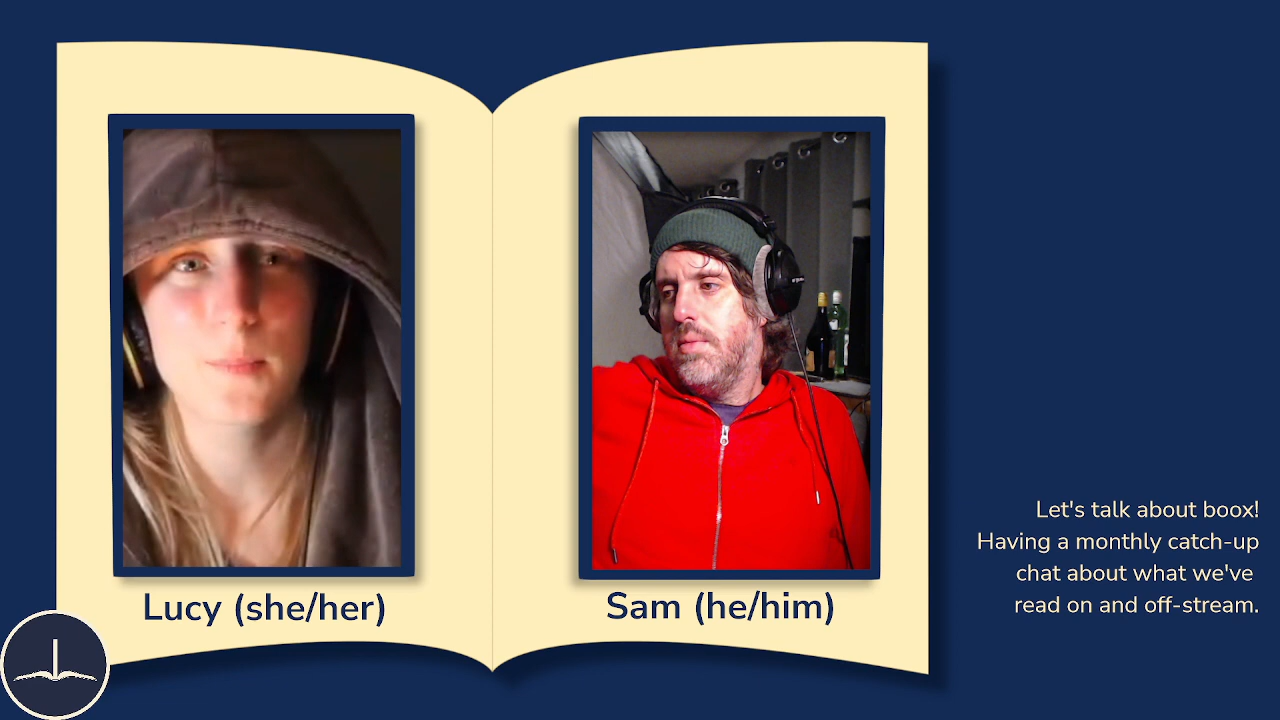 Lucy (she/her)
Sam (he/him)
Let's talk about boox!
Having a monthly catch-up
chat about what we've
read on and off-stream.